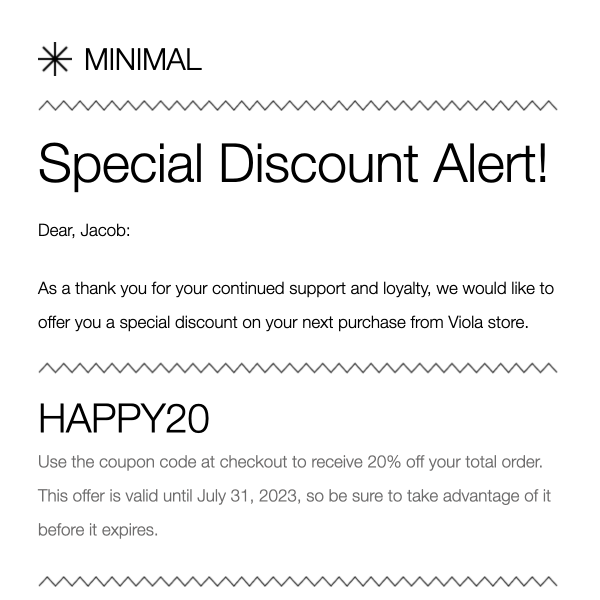 MINIMAL
Special Discount Alert!
Dear, Jacob:
As a thank you for your continued support and loyalty, we would like to
offer you a special discount on your next purchase from Viola store.
HAPPY20
Use the coupon code at checkout to receive 20% off your total order.
This offer is valid until July 31, 2023, so be sure to take advantage of it
before it expires.